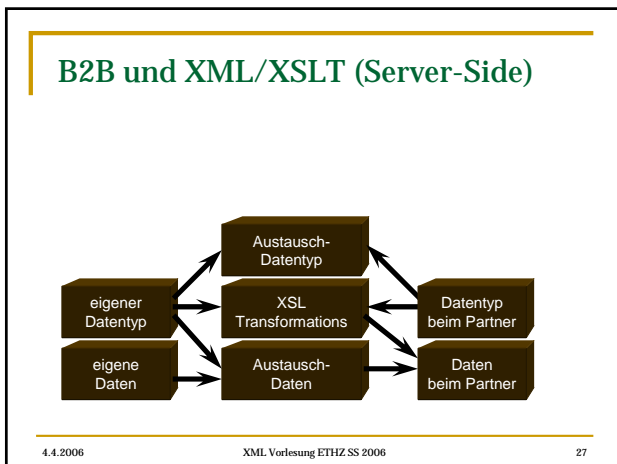 B2B und XML/XSLT (Server-Side)
Austausch-
Datentyp
eigener
Datentyp
XSL
Transformations
Datentyp
beim Partner
eigene
Daten
Austausch-
Daten
Daten
beim Partner
4.4.2006
XML Vorlesung ETHZ SS 2006
27